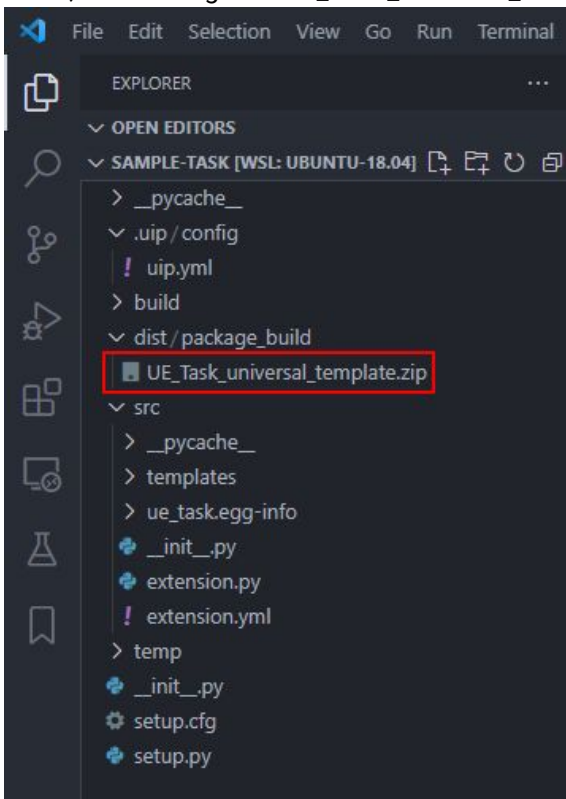 File Edit Selection View Go Run Terminal
EXPLORER ...
OPEN EDITORS
SAMPLE-TASK [WSL: UBUNTU-18.04]
__pycache__
.uip/config
! uip.yml
build
dist/package_build
UE_Task_universal_template.zip
src
__pycache__
templates
ue_task.egg-info
__init__.py
extension.py
! extension.yml
temp
__init__.py
setup.cfg
setup.py